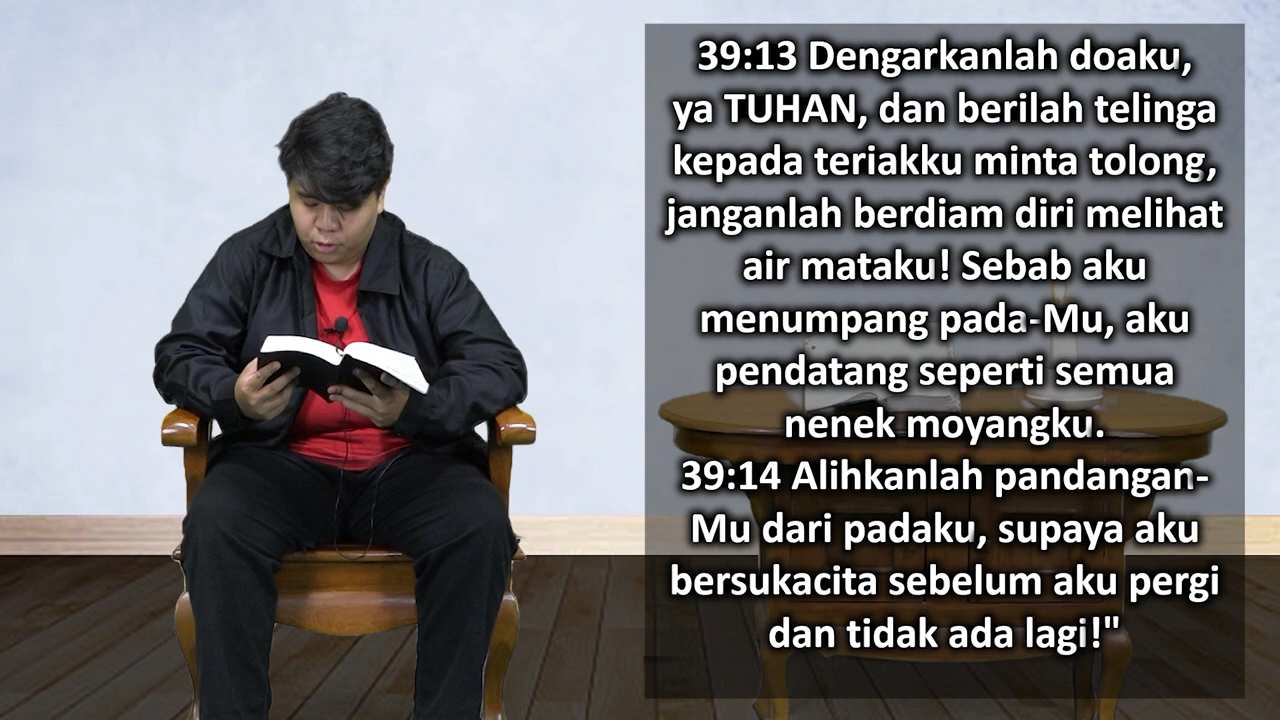 39:13 Dengarkanlah doaku,
ya TUHAN, dan berilah telinga
kepada teriakku minta tolong,
janganlah berdiam diri melihat
air mataku! Sebab aku
menumpang pada-Mu, aku
pendatang seperti semua
nenek moyangku.
39:14 Alihkanlah pandangan-
Mu dari padaku, supaya aku
bersukacita sebelum aku pergi
dan tidak ada lagi!"